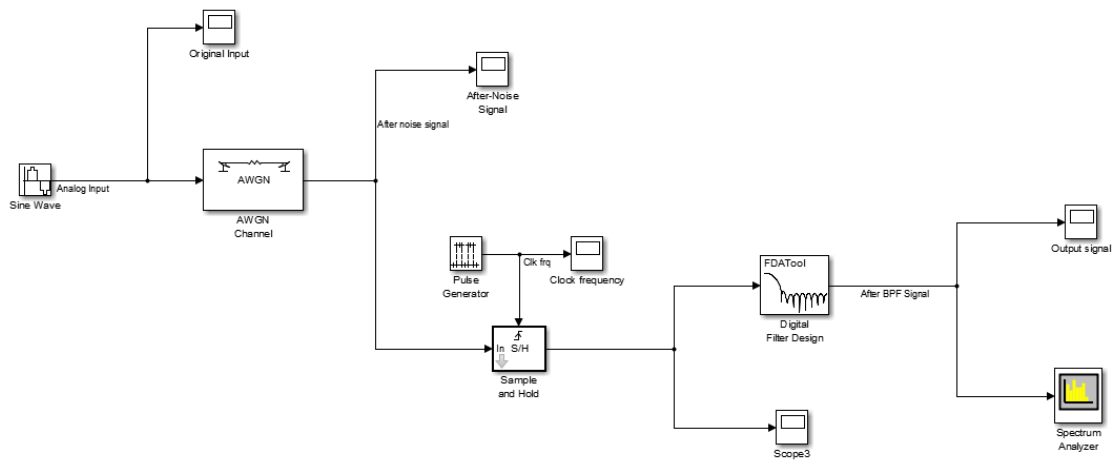 Original Input
After-Noise
Signal
After noise signal
AWGN
Analog Input
Sine Wave
AWGN
Channel
Output signal
Pulse
Generator
Clk frq
Clock frequency
FDATool
After BPF Signal
Digital
Filter Design
In S/H
Sample
and Hold
Scope3
Spectrum
Analyzer